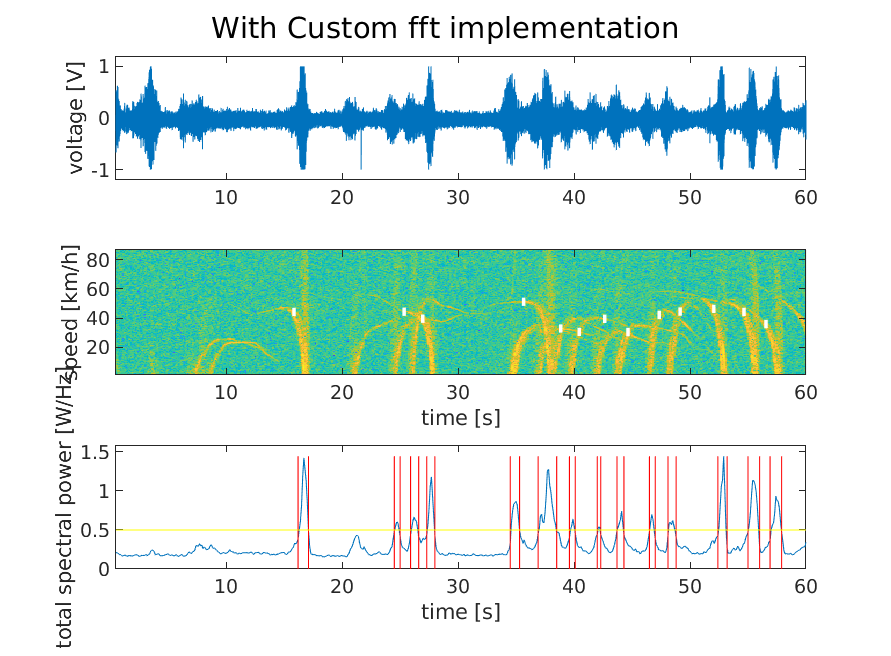 With Custom fft implementation
voltage [V]
1
0
-1
10 20 30 40 50 60
speed [km/h]
80
60
40
20
10 20 30 40 50 60
time [s]
total spectral power [W/Hz]
1.5
1
0.5
0
10 20 30 40 50 60
time [s]